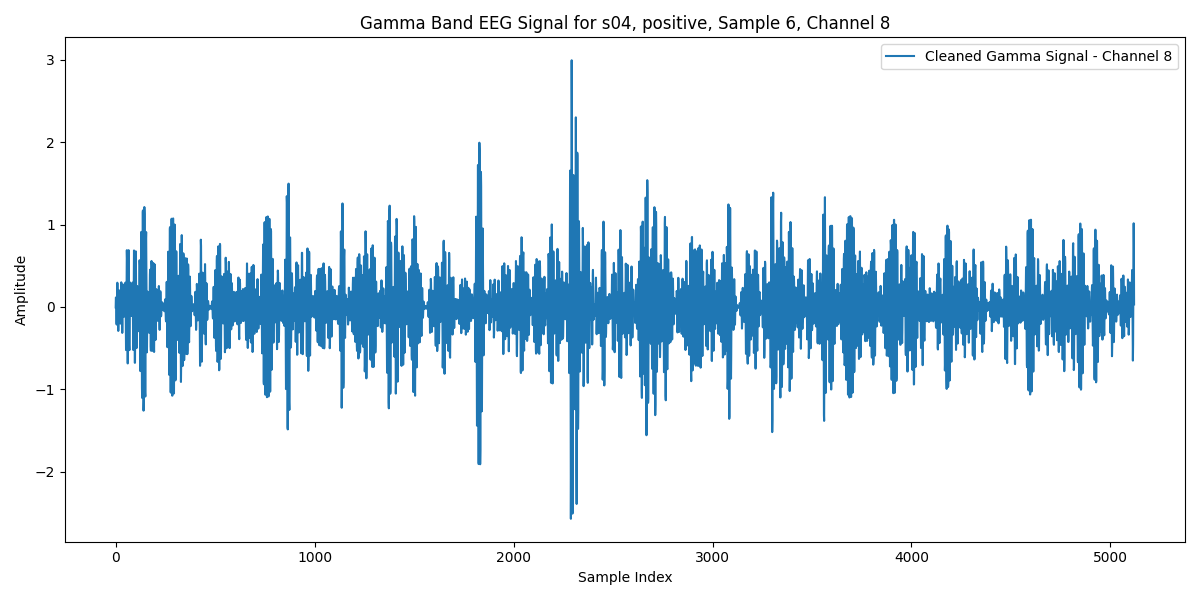 Gamma Band EEG Signal for s04, positive, Sample 6, Channel 8
Cleaned Gamma Signal - Channel 8
Amplitude
3
2
1
0
−1
−2
0 1000 2000 3000 4000 5000
Sample Index